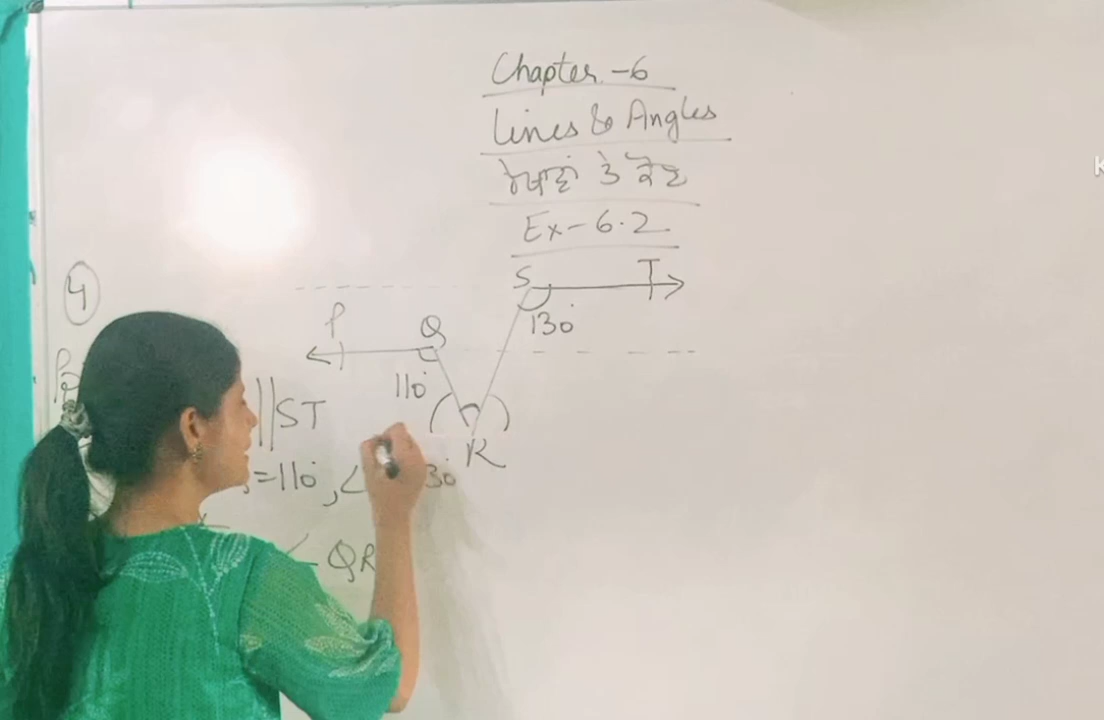 Chapter-6
Lines & Angles
ਰੇਖਾਵਾਂ ਤੇ ਕੋਣ
Ex-6.2
4
S T
130°
P Q
110°
R
||ST
=110°, ∠ 30°
∠QR